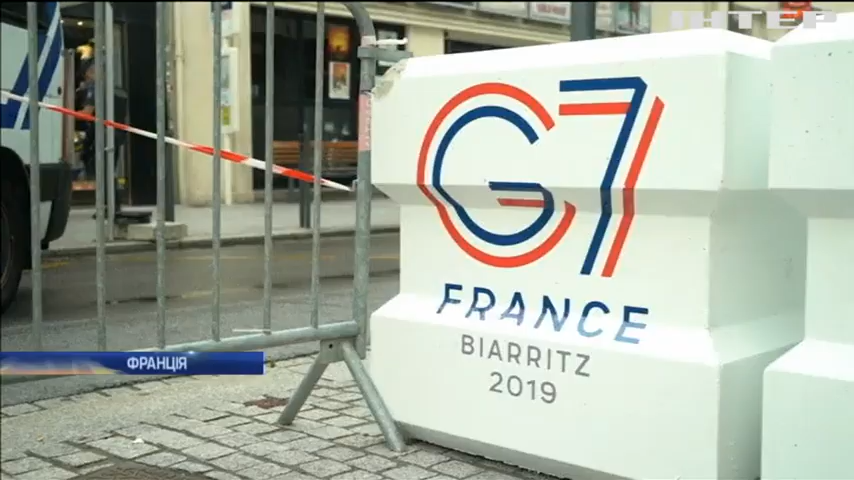 ІНТЕР
G7
FRANCE
BIARRITZ
2019
ФРАНЦІЯ